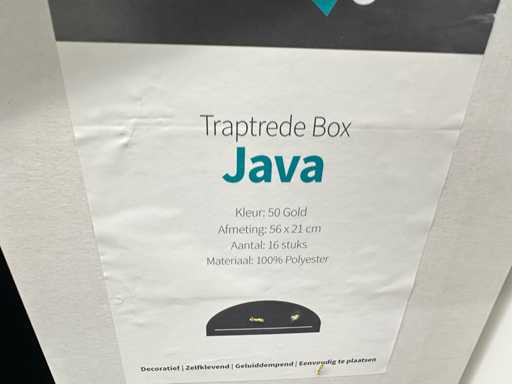 Traptrede Box
Java
Kleur: 50 Gold
Afmeting: 56 x 21 cm
Aantal: 16 stuks
Materiaal: 100% Polyester
Decoratief | Zelfklevend | Geluiddempend | Eenvoudig te plaatsen